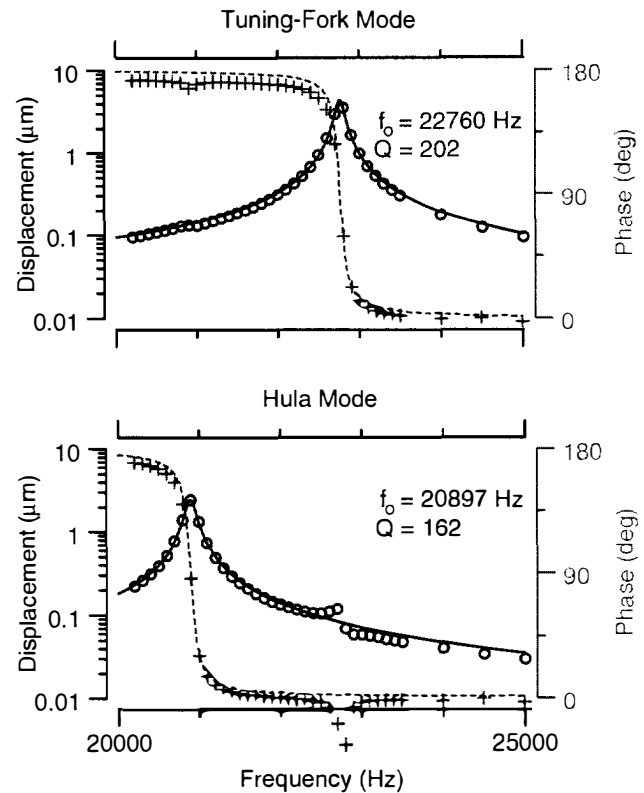 Tuning-Fork Mode
Displacement (μm)
10
1
0.1
0.01
fo = 22760 Hz
Q = 202
180
90
0
Phase (deg)
Hula Mode
Displacement (μm)
10
1
0.1
0.01
fo = 20897 Hz
Q = 162
180
90
0
Phase (deg)
20000
25000
Frequency (Hz)